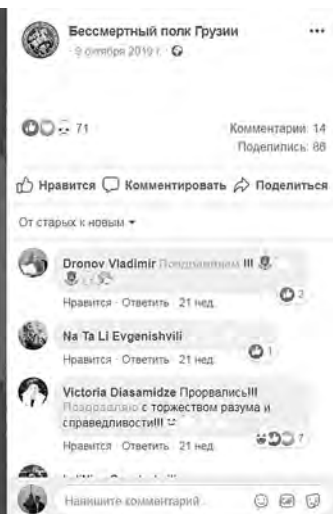 Бессмертный полк Грузии
9 октября 2019 г.
71
Комментарии: 14
Поделились: 86
Нравится Комментировать Поделиться
От старых к новым
Dronov Vladimir Поздравляем !!!
Нравится · Ответить · 21 нед.
2
Na Ta Li Evgenishvili
Нравится · Ответить · 21 нед.
1
Victoria Diasamidze Прорвались!!!
Поздравляю с торжеством разума и
справедливости!!!
Нравится · Ответить · 21 нед.
7
Напишите комментарий...
GIF